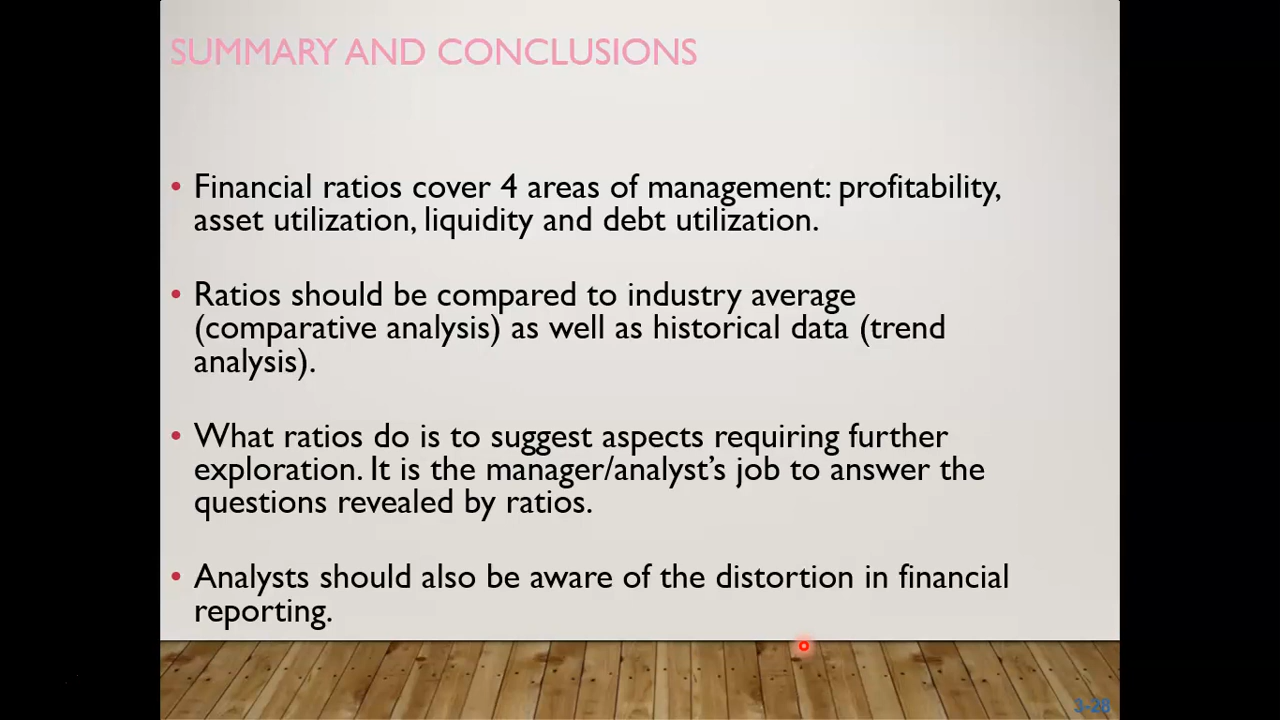 SUMMARY AND CONCLUSIONS
• Financial ratios cover 4 areas of management: profitability,
asset utilization, liquidity and debt utilization.
• Ratios should be compared to industry average
(comparative analysis) as well as historical data (trend
analysis).
• What ratios do is to suggest aspects requiring further
exploration. It is the manager/analyst’s job to answer the
questions revealed by ratios.
• Analysts should also be aware of the distortion in financial
reporting.
3-28